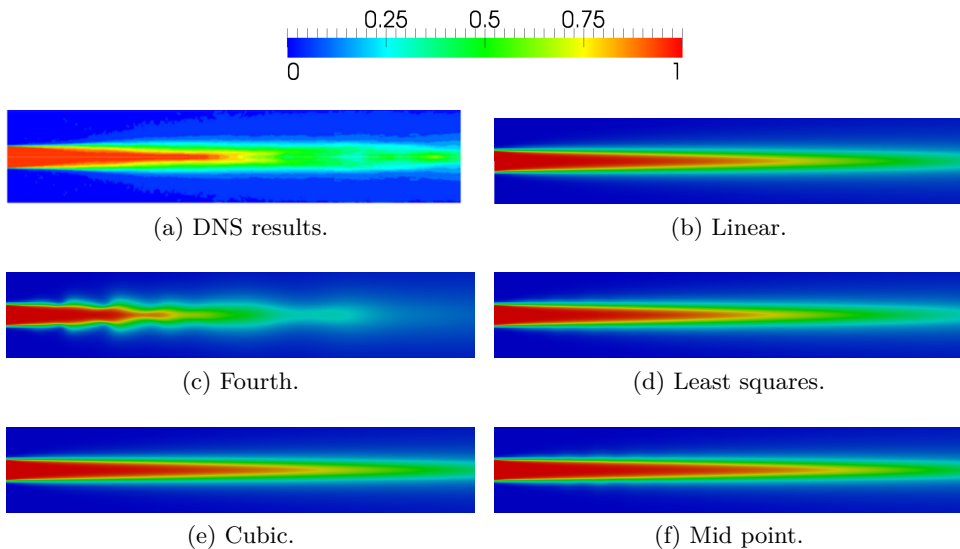 0.25 0.5 0.75
0 1
(a) DNS results.
(b) Linear.
(c) Fourth.
(d) Least squares.
(e) Cubic.
(f) Mid point.